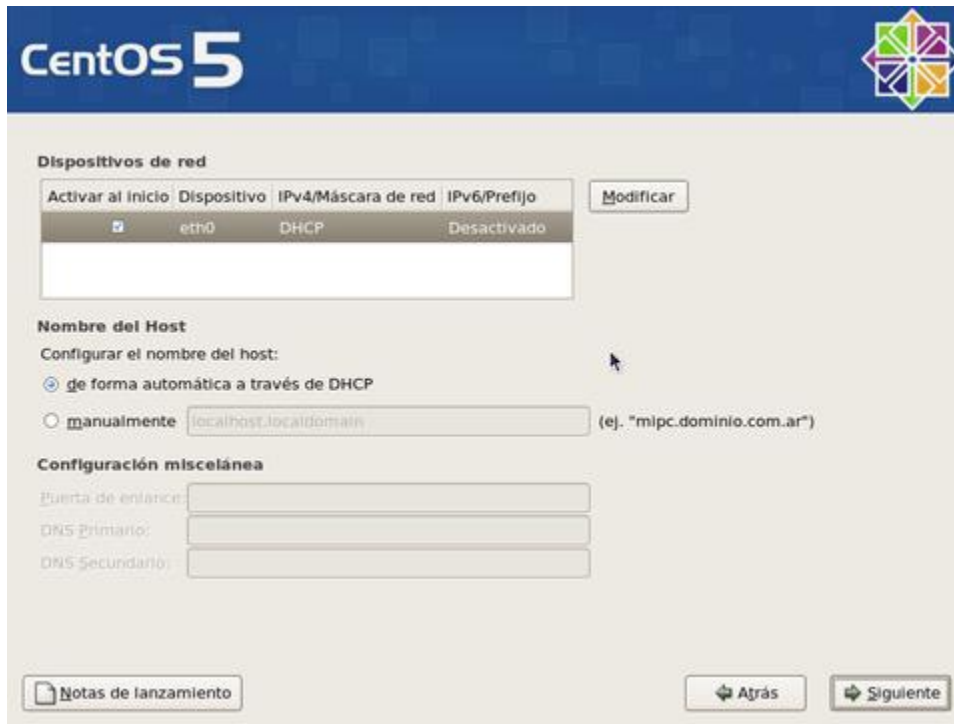 CentOS 5
Dispositivos de red
Activar al inicio Dispositivo IPv4/Máscara de red IPv6/Prefijo
Modificar
eth0 DHCP Desactivado
Nombre del Host
Configurar el nombre del host:
de forma automática a través de DHCP
manualmente localhost.localdomain (ej. "mipc.dominio.com.ar")
Configuración miscelánea
Puerta de enlance:
DNS Primario:
DNS Secundario:
Notas de lanzamiento
Atrás
Siguiente